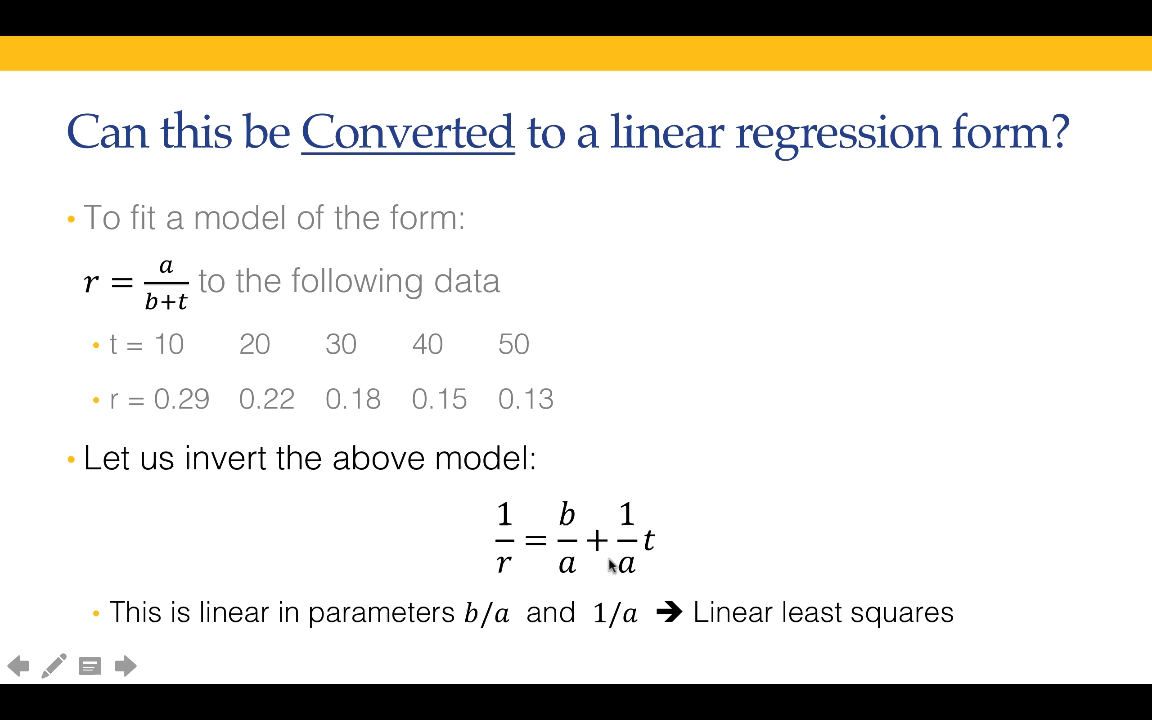 Can this be Converted to a linear regression form?
• To fit a model of the form:
r = a/(b+t) to the following data
• t = 10 20 30 40 50
• r = 0.29 0.22 0.18 0.15 0.13
• Let us invert the above model:
1/r = b/a + 1/a t
• This is linear in parameters b/a and 1/a ➔ Linear least squares